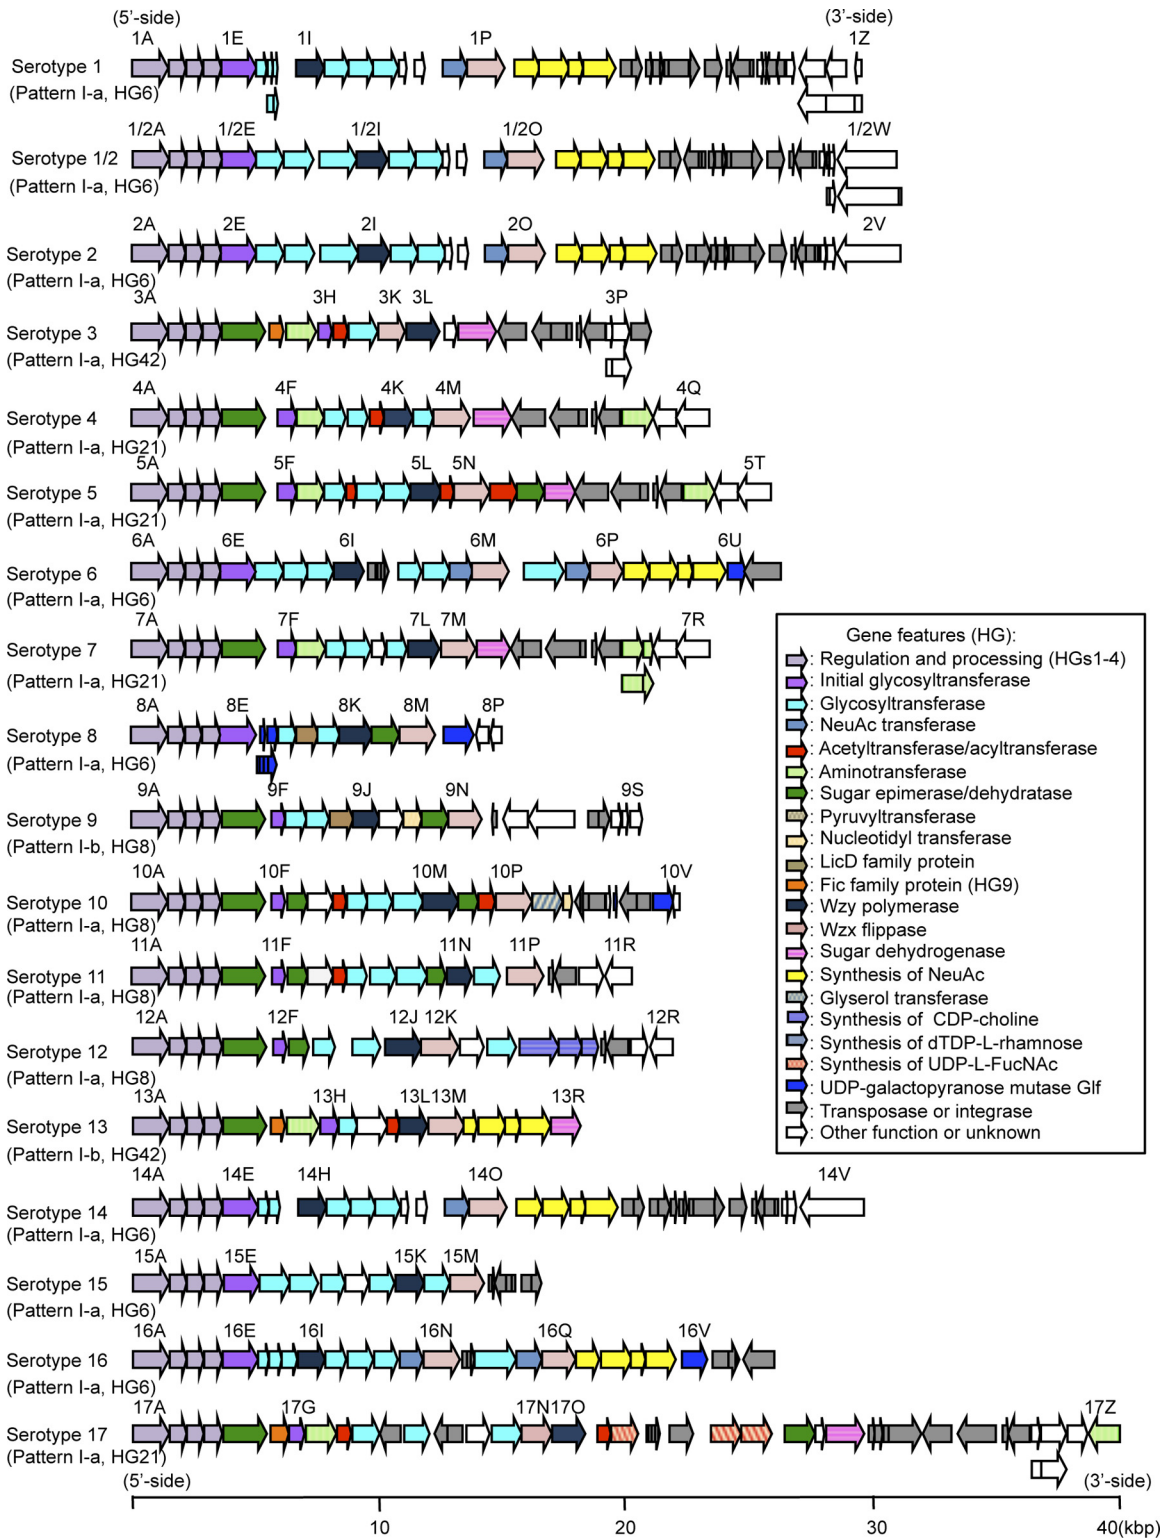 (5'-side) (3'-side)
1A 1E 1I 1P 1Z
Serotype 1
(Pattern I-a, HG6)
1/2A 1/2E 1/2I 1/2O 1/2W
Serotype 1/2
(Pattern I-a, HG6)
2A 2E 2I 2O 2V
Serotype 2
(Pattern I-a, HG6)
3A 3H 3K 3L 3P
Serotype 3
(Pattern I-a, HG42)
4A 4F 4K 4M 4Q
Serotype 4
(Pattern I-a, HG21)
5A 5F 5L 5N 5T
Serotype 5
(Pattern I-a, HG21)
6A 6E 6I 6M 6P 6U
Serotype 6
(Pattern I-a, HG6)
7A 7F 7L 7M 7R
Serotype 7
(Pattern I-a, HG21)
8A 8E 8K 8M 8P
Serotype 8
(Pattern I-a, HG6)
9A 9F 9J 9N 9S
Serotype 9
(Pattern I-b, HG8)
10A 10F 10M 10P 10V
Serotype 10
(Pattern I-a, HG8)
11A 11F 11N 11P 11R
Serotype 11
(Pattern I-a, HG8)
12A 12F 12J 12K 12R
Serotype 12
(Pattern I-a, HG8)
13A 13H 13L 13M 13R
Serotype 13
(Pattern I-b, HG42)
14A 14E 14H 14O 14V
Serotype 14
(Pattern I-a, HG6)
15A 15E 15K 15M
Serotype 15
(Pattern I-a, HG6)
16A 16E 16I 16N 16Q 16V
Serotype 16
(Pattern I-a, HG6)
17A 17G 17N 17O 17Z
Serotype 17
(Pattern I-a, HG21)
(5'-side) (3'-side)
10 20 30 40(kbp)
Gene features (HG):
: Regulation and processing (HGs1-4)
: Initial glycosyltransferase
: Glycosyltransferase
: NeuAc transferase
: Acetyltransferase/acyltransferase
: Aminotransferase
: Sugar epimerase/dehydratase
: Pyruvyltransferase
: Nucleotidyl transferase
: LicD family protein
: Fic family protein (HG9)
: Wzy polymerase
: Wzx flippase
: Sugar dehydrogenase
: Synthesis of NeuAc
: Glyserol transferase
: Synthesis of CDP-choline
: Synthesis of dTDP-L-rhamnose
: Synthesis of UDP-L-FucNAc
: UDP-galactopyranose mutase Glf
: Transposase or integrase
: Other function or unknown